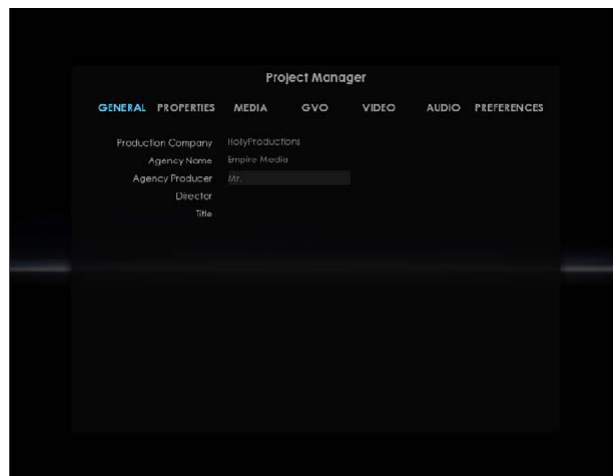 Project Manager
GENERAL PROPERTIES MEDIA GVO VIDEO AUDIO PREFERENCES
Production Company HollyProductions
Agency Name Empire Media
Agency Producer Mr.
Director
Title